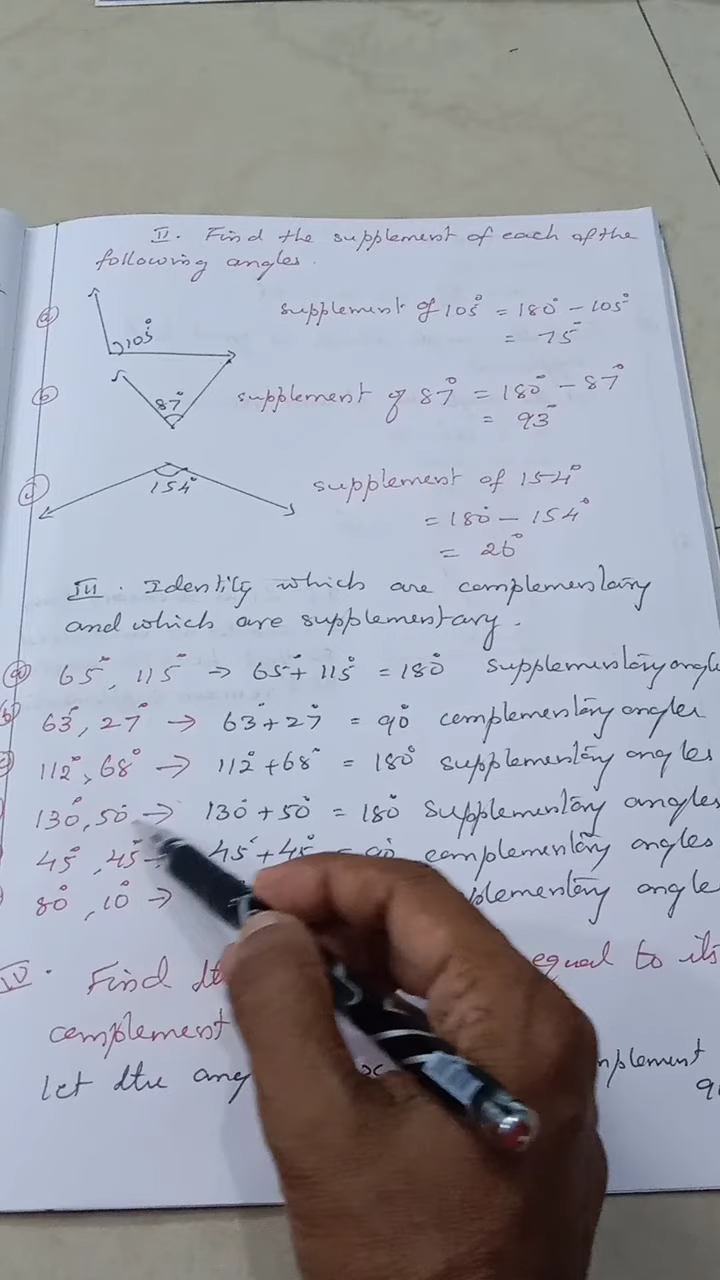 II. Find the supplement of each of the
following angles.
a 105° supplement of 105° = 180° - 105°
= 75°
b 87° supplement of 87° = 180° - 87°
= 93°
c 154° supplement of 154°
= 180° - 154°
= 26°
III. Identify which are complementary
and which are supplementary.
a 65°, 115° → 65° + 115° = 180° supplementary angle
b 63°, 27° → 63° + 27° = 90° complementary angles
112°, 68° → 112° + 68° = 180° supplementary angles
130°, 50° → 130° + 50° = 180° Supplementary angles
45°, 45° → 45° + 45° = 90° complementary angles
80°, 10° → angle
IV. Find equal to its
complement
let the x